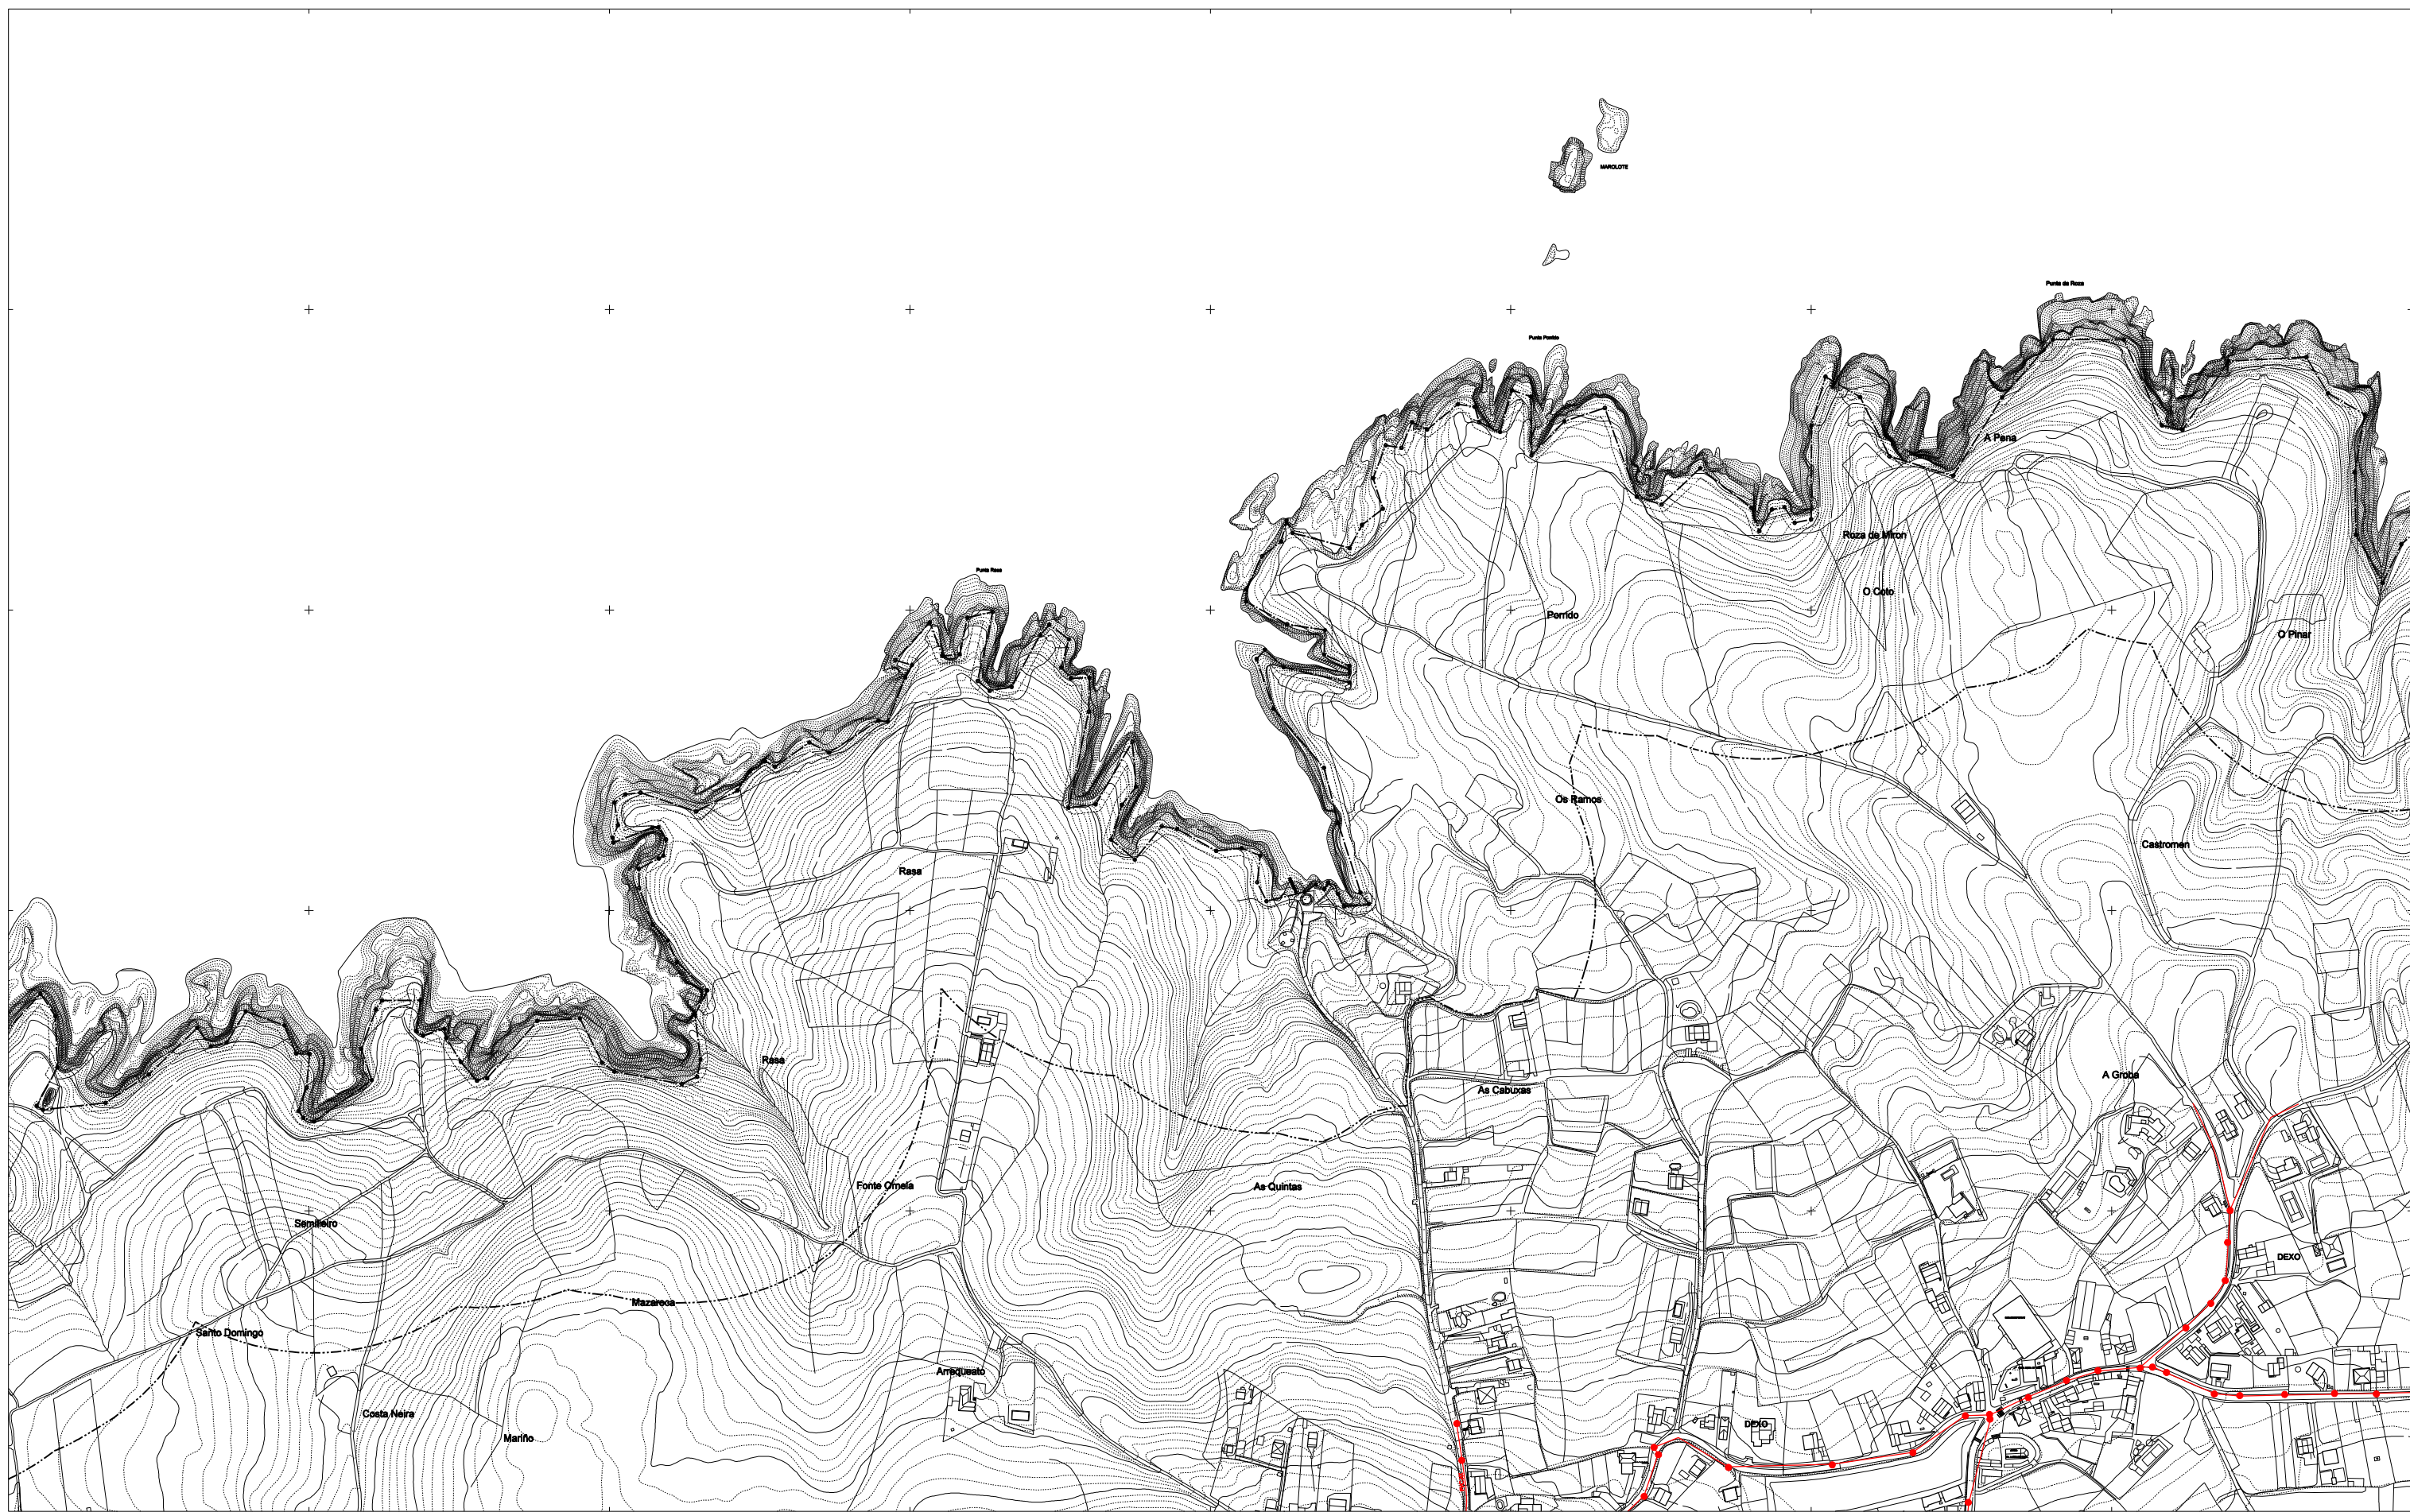 MAROLOTE
Punta da Roza
Punta Porrido
A Pena
Roza de Miron
Punta Rasa
O Coto
Porrido
O Pinar
Os Ramos
Castromen
Rasa
Rasa
A Groba
As Cabuxas
Fonte Ornela
As Quintas
Semilleiro
DEXO
Mazaroca
Santo Domingo
Arrequeato
Costa Neira
DEXO
Mariño